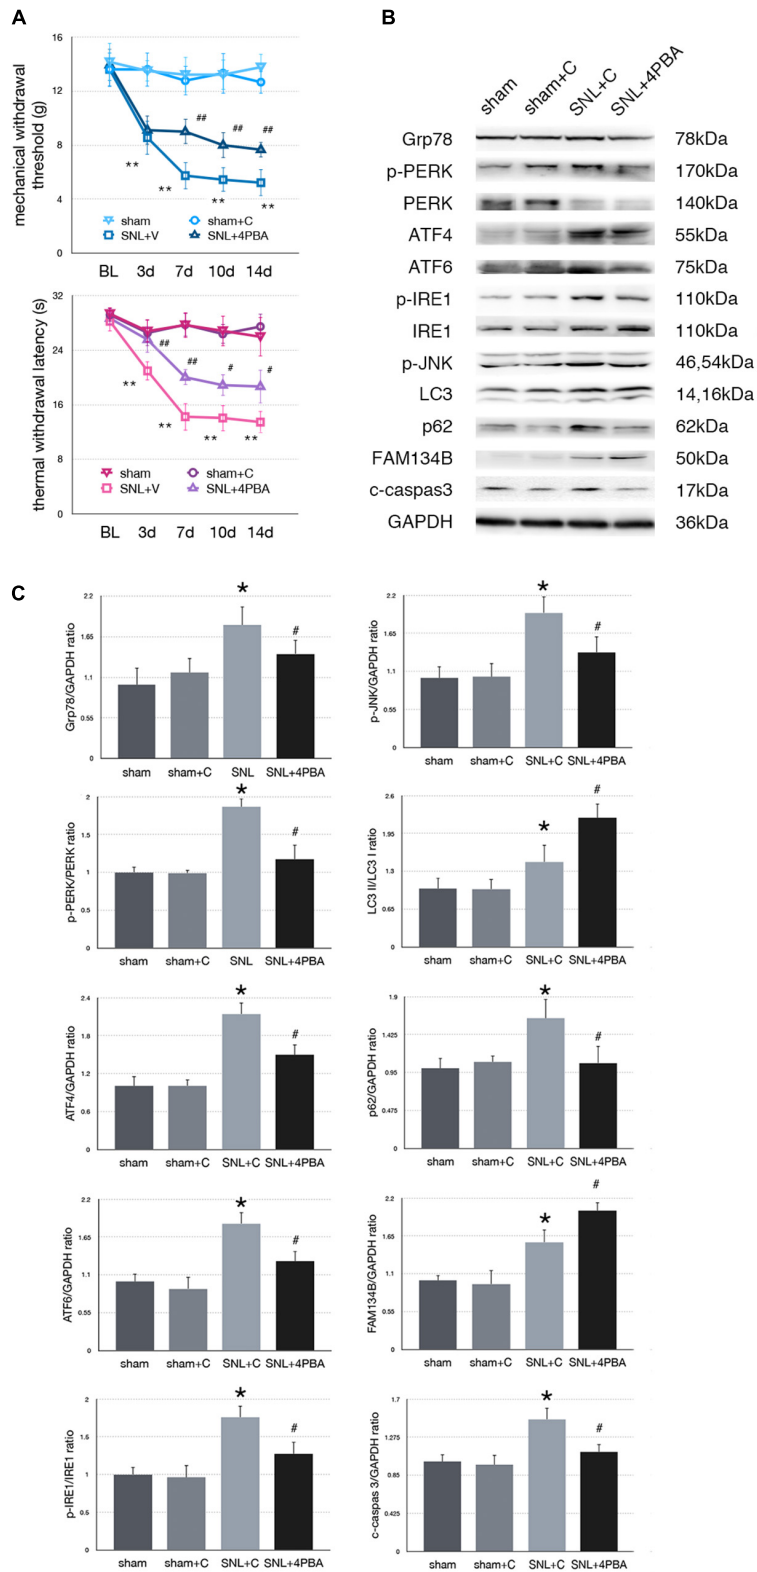 A
mechanical withdrawal
threshold (g)
16
12
8
4
0
** ** ** **
## ## ##
sham sham+C
SNL+V SNL+4PBA
BL 3d 7d 10d 14d
thermal withdrawal latency (s)
32
24
16
8
0
** ** ** **
## ## # #
sham sham+C
SNL+V SNL+4PBA
BL 3d 7d 10d 14d
B
sham sham+C SNL+C SNL+4PBA
Grp78 78kDa
p-PERK 170kDa
PERK 140kDa
ATF4 55kDa
ATF6 75kDa
p-IRE1 110kDa
IRE1 110kDa
p-JNK 46,54kDa
LC3 14,16kDa
p62 62kDa
FAM134B 50kDa
c-caspas3 17kDa
GAPDH 36kDa
C
Grp78/GAPDH ratio
2.2
1.65
1.1
0.55
0
* #
sham sham+C SNL SNL+4PBA
p-JNK/GAPDH ratio
2.2
1.65
1.1
0.55
0
* #
sham sham+C SNL+C SNL+4PBA
p-PERK/PERK ratio
2
1.5
1
0.5
0
* #
sham sham+C SNL SNL+4PBA
LC3 II/LC3 I ratio
2.6
1.95
1.3
0.65
0
* #
sham sham+C SNL+C SNL+4PBA
ATF4/GAPDH ratio
2.4
1.8
1.2
0.6
0
* #
sham sham+C SNL+C SNL+4PBA
p62/GAPDH ratio
1.9
1.425
0.95
0.475
0
* #
sham sham+C SNL+C SNL+4PBA
ATF6/GAPDH ratio
2.2
1.65
1.1
0.55
0
* #
sham sham+C SNL+C SNL+4PBA
FAM134B/GAPDH ratio
2.2
1.65
1.1
0.55
0
* #
sham sham+C SNL+C SNL+4PBA
p-IRE1/IRE1 ratio
2
1.5
1
0.5
0
* #
sham sham+C SNL+C SNL+4PBA
c-caspas 3/GAPDH ratio
1.7
1.275
0.85
0.425
0
* #
sham sham+C SNL+C SNL+4PBA